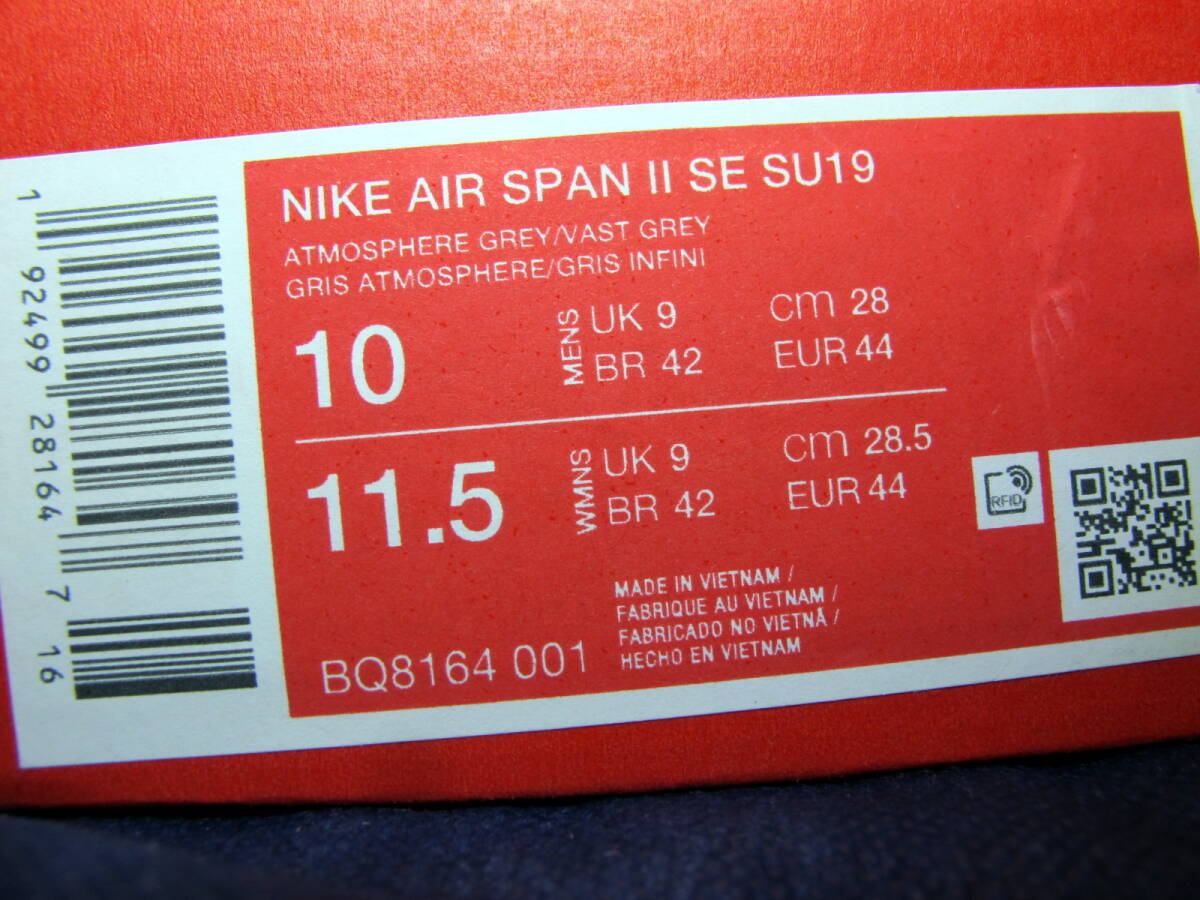 NIKE AIR SPAN II SE SU19
ATMOSPHERE GREY/VAST GREY
GRIS ATMOSPHERE/GRIS INFINI
10
MENS
UK 9 cm 28
BR 42 EUR 44
11.5
WMNS
UK 9 cm 28.5
BR 42 EUR 44
RFID
MADE IN VIETNAM /
FABRIQUE AU VIETNAM /
FABRICADO NO VIETNÃ /
HECHO EN VIETNAM
BQ8164 001
1 92499 28164 7 16